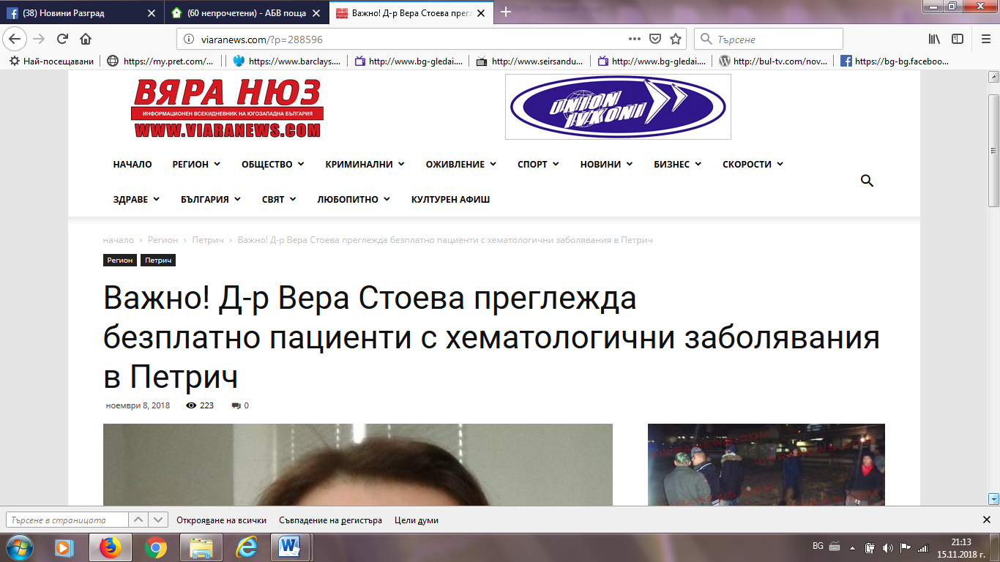 (38) Новини Разград
(60 непрочетени) - АБВ поща
Важно! Д-р Вера Стоева прегл
viaranews.com/?p=288596
Търсене
Най-посещавани
https://my.pret.com/...
https://www.barclays....
http://www.bg-gledai....
http://www.seirsandu...
http://www.bg-gledai....
http://bul-tv.com/nov...
https://bg-bg.faceboo...
ВЯРА НЮЗ
ИНФОРМАЦИОНЕН ВСЕКИДНЕВНИК НА ЮГОЗАПАДНА БЪЛГАРИЯ
WWW.VIARANEWS.COM
UNION
IVKONI
НАЧАЛО РЕГИОН ОБЩЕСТВО КРИМИНАЛНИ ОЖИВЛЕНИЕ СПОРТ НОВИНИ БИЗНЕС СКОРОСТИ
ЗДРАВЕ БЪЛГАРИЯ СВЯТ ЛЮБОПИТНО КУЛТУРЕН АФИШ
начало › Регион › Петрич › Важно! Д-р Вера Стоева преглежда безплатно пациенти с хематологични заболявания в Петрич
Регион Петрич
Важно! Д-р Вера Стоева преглежда
безплатно пациенти с хематологични заболявания
в Петрич
ноември 8, 2018 223 0
Търсене в страницата
Открояване на всички Съвпадение на регистъра Цели думи
BG
21:13
15.11.2018 г.